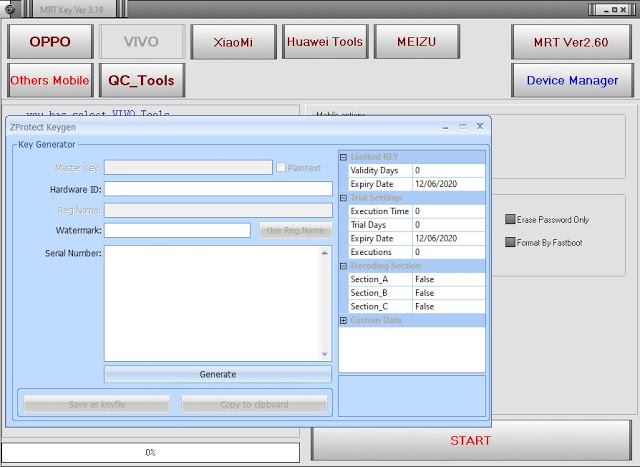 MRT Key Ver 3.19
OPPO
VIVO
XiaoMi
Huawei Tools
MEIZU
MRT Ver2.60
Others Mobile
QC_Tools
Device Manager
you has select VIVO Tools
Mobile options
ZProtect Keygen
Key Generator
Master Key:
Plaintext
Hardware ID:
Reg.Name:
Watermark:
Use Reg.Name
Serial Number:
Generate
Save as keyfile
Copy to clipboard
Limited KEY
Validity Days 0
Expiry Date 12/06/2020
Trial Settings
Execution Time 0
Trial Days 0
Expiry Date 12/06/2020
Executions 0
Decoding Section
Section_A False
Section_B False
Section_C False
Custom Data
Erase Password Only
Format By Fastboot
0%
START